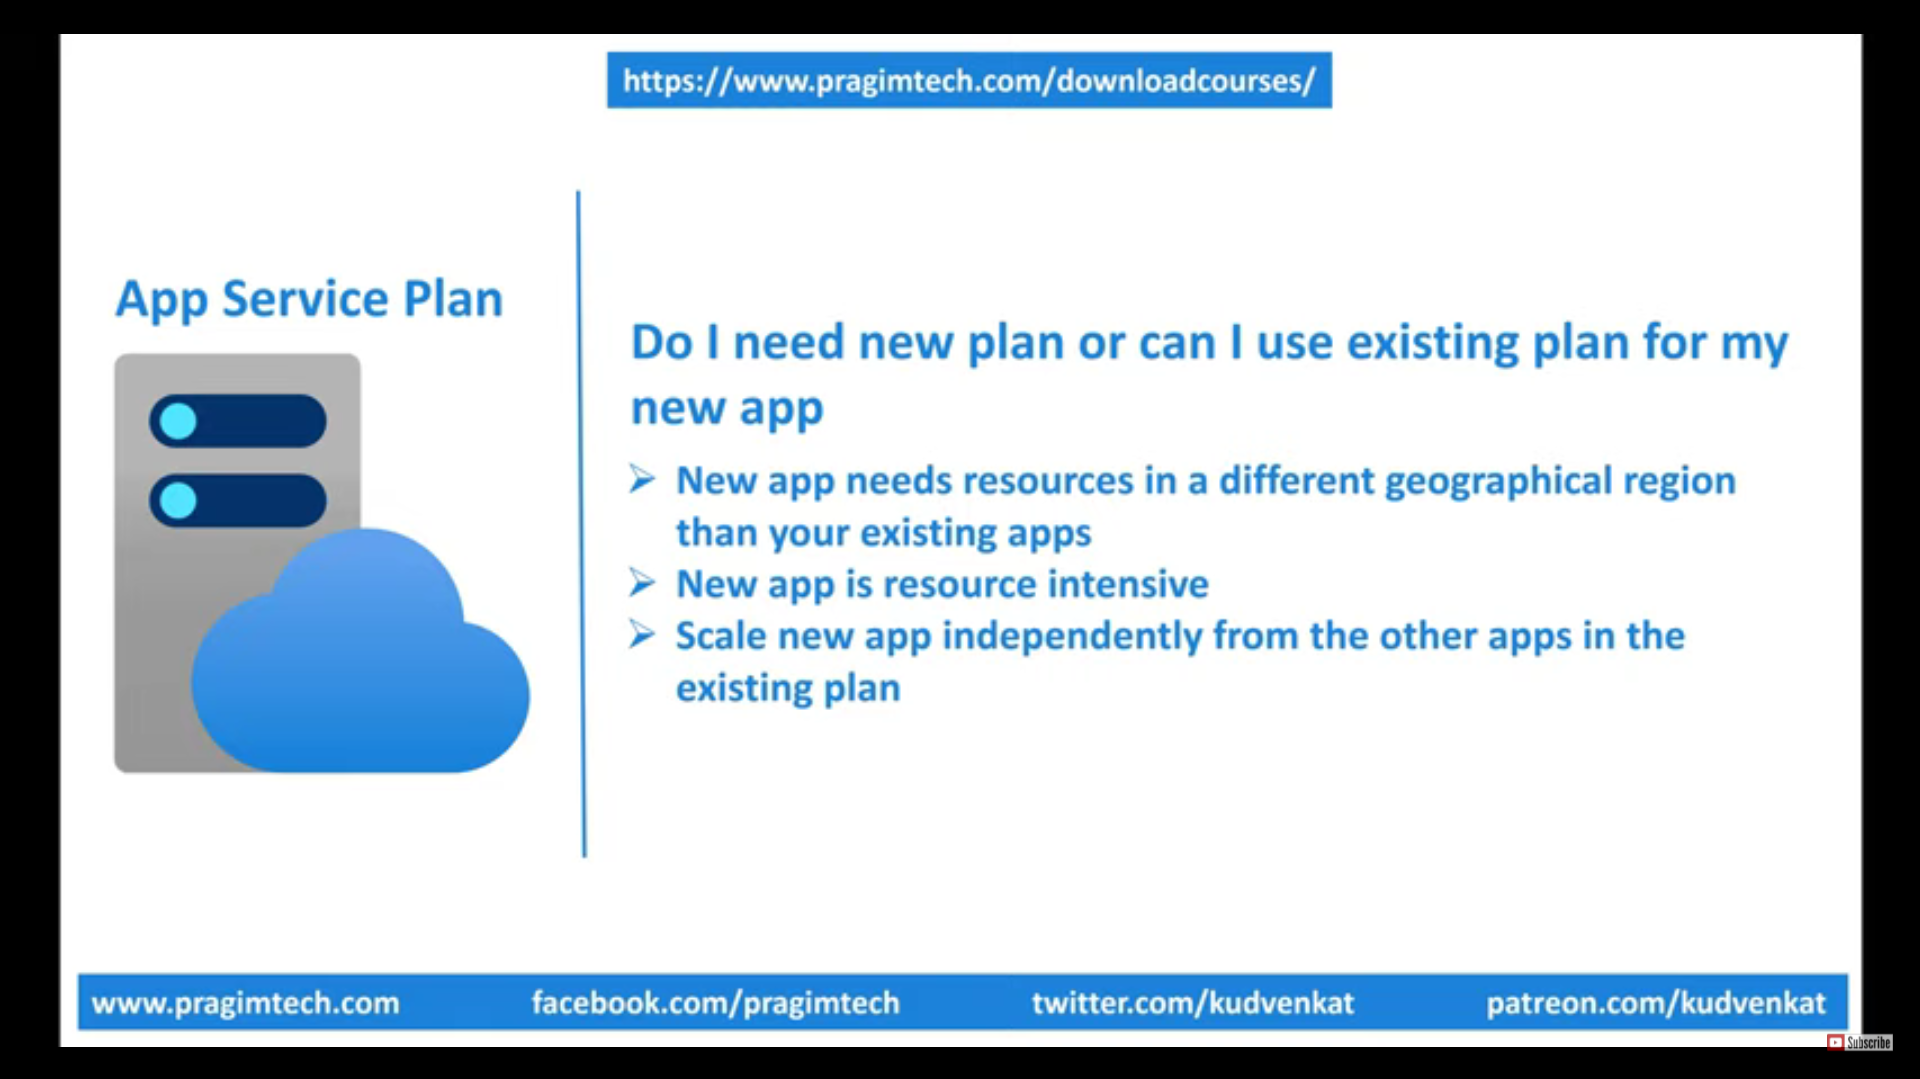 https://www.pragimtech.com/downloadcourses/
App Service Plan
Do I need new plan or can I use existing plan for my
new app
➢ New app needs resources in a different geographical region
than your existing apps
➢ New app is resource intensive
➢ Scale new app independently from the other apps in the
existing plan
www.pragimtech.com facebook.com/pragimtech twitter.com/kudvenkat patreon.com/kudvenkat
Subscribe